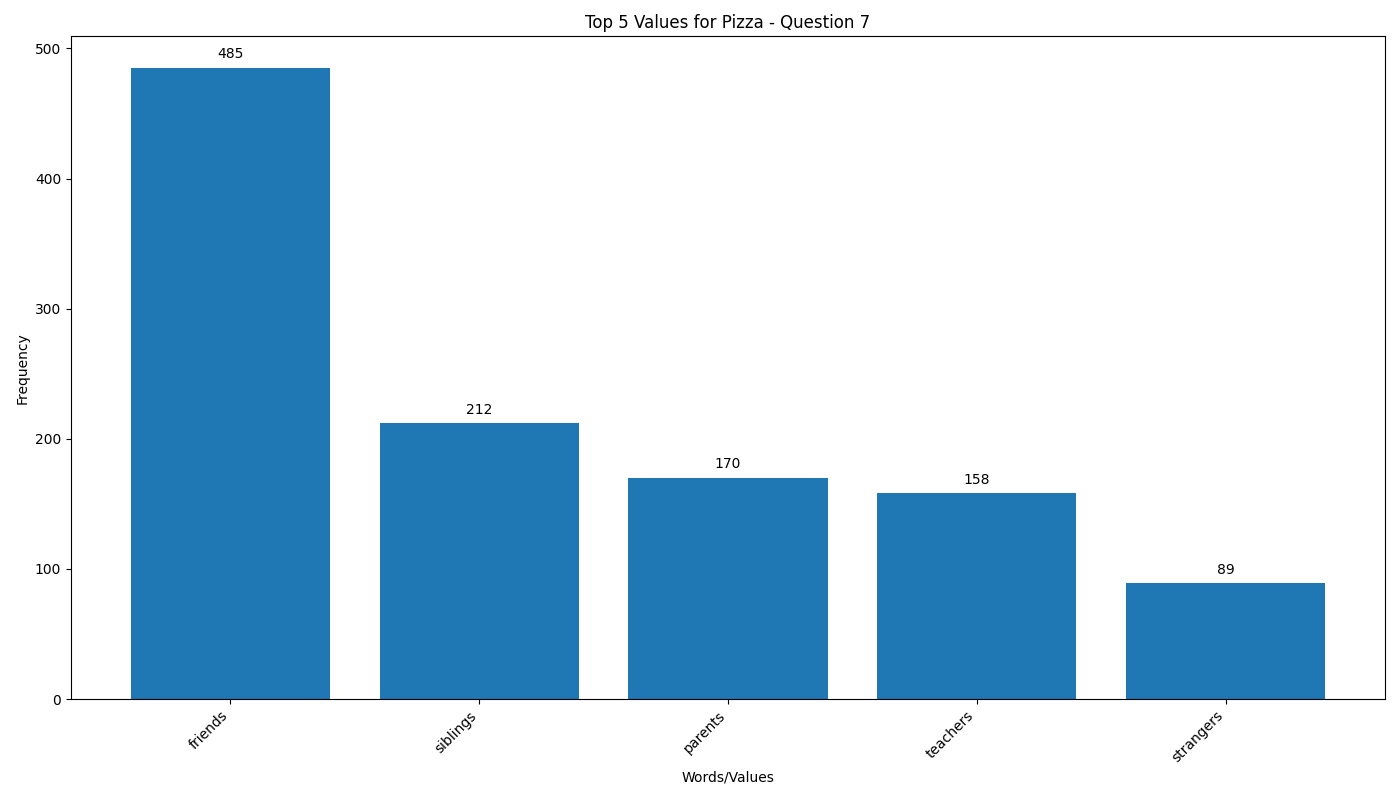 Top 5 Values for Pizza - Question 7
500
400
300
200
100
0
Frequency
485
212
170
158
89
friends
siblings
parents
teachers
strangers
Words/Values